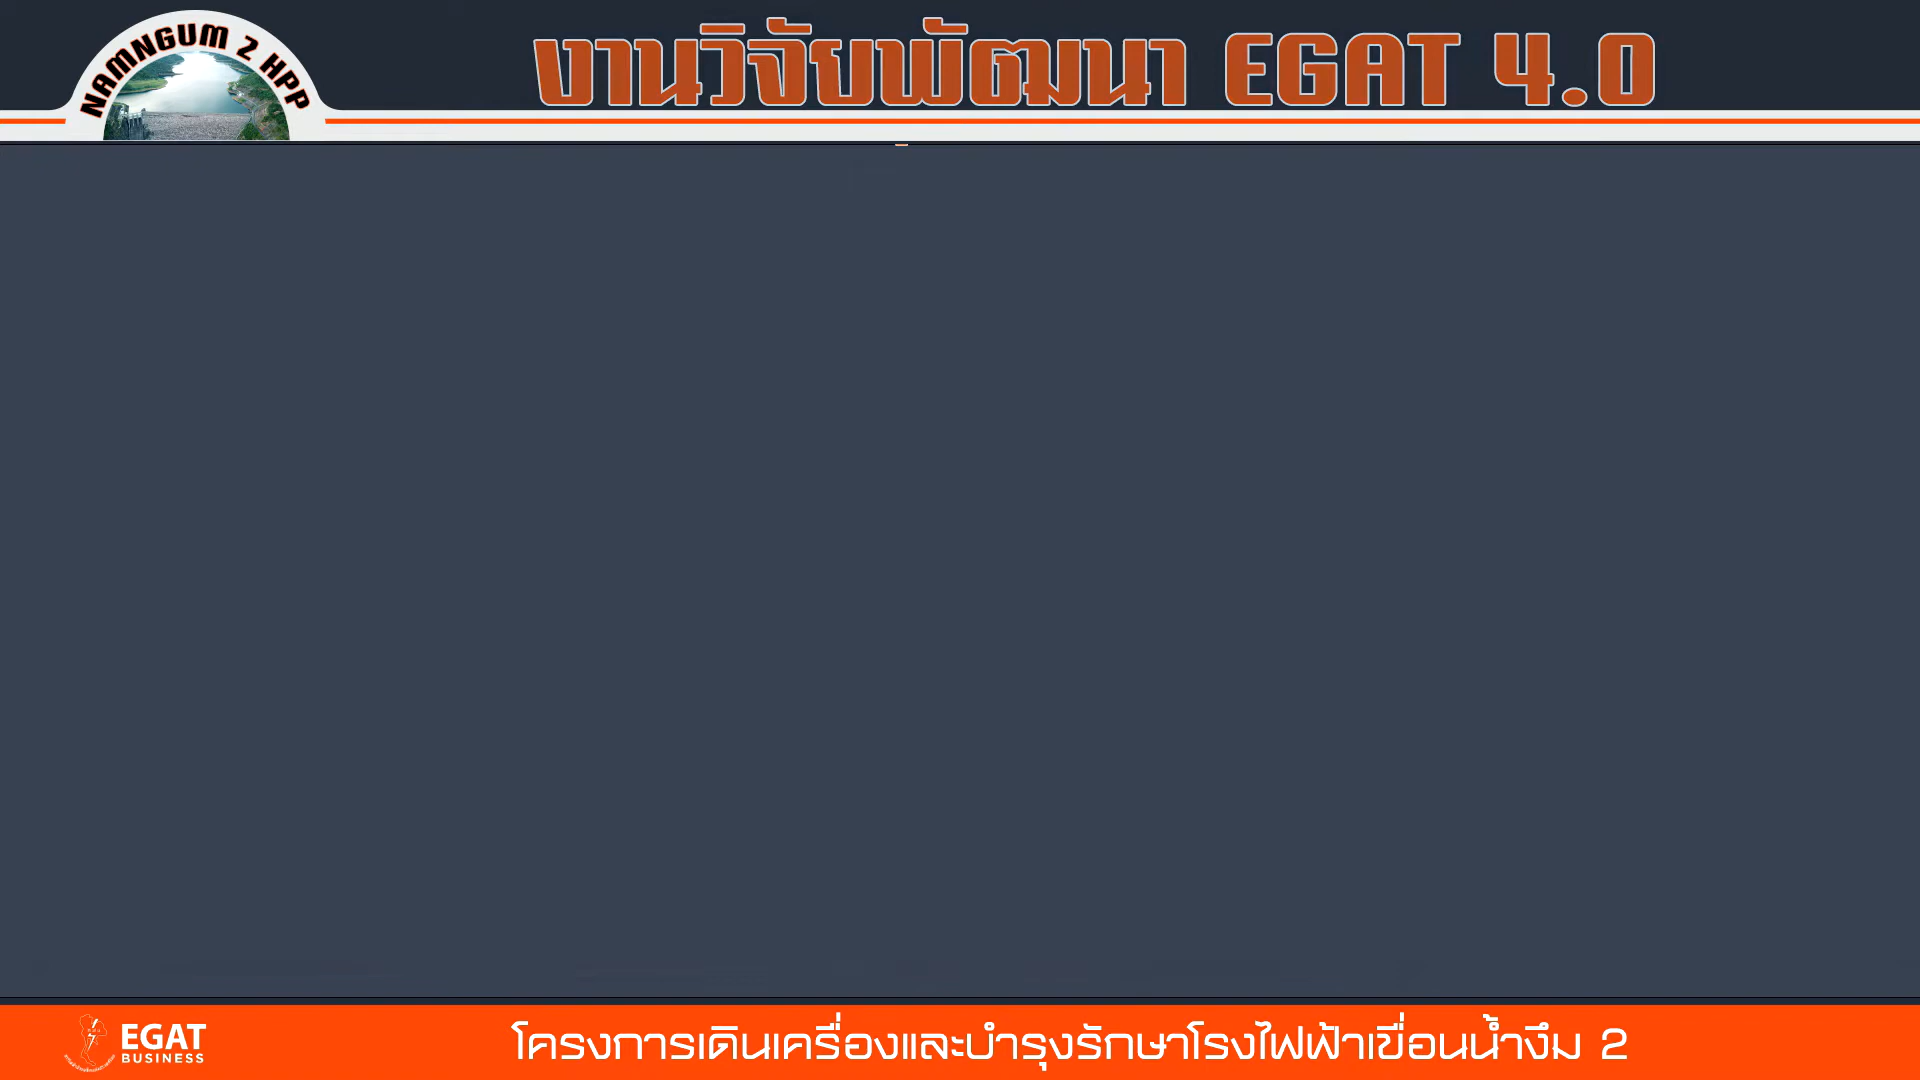 NAMNGUM 2 HPP
งานวิจัยพัฒนา EGAT 4.0
EGAT
BUSINESS
โครงการเดินเครื่องและบำรุงรักษาโรงไฟฟ้าเขื่อนน้ำงึม 2